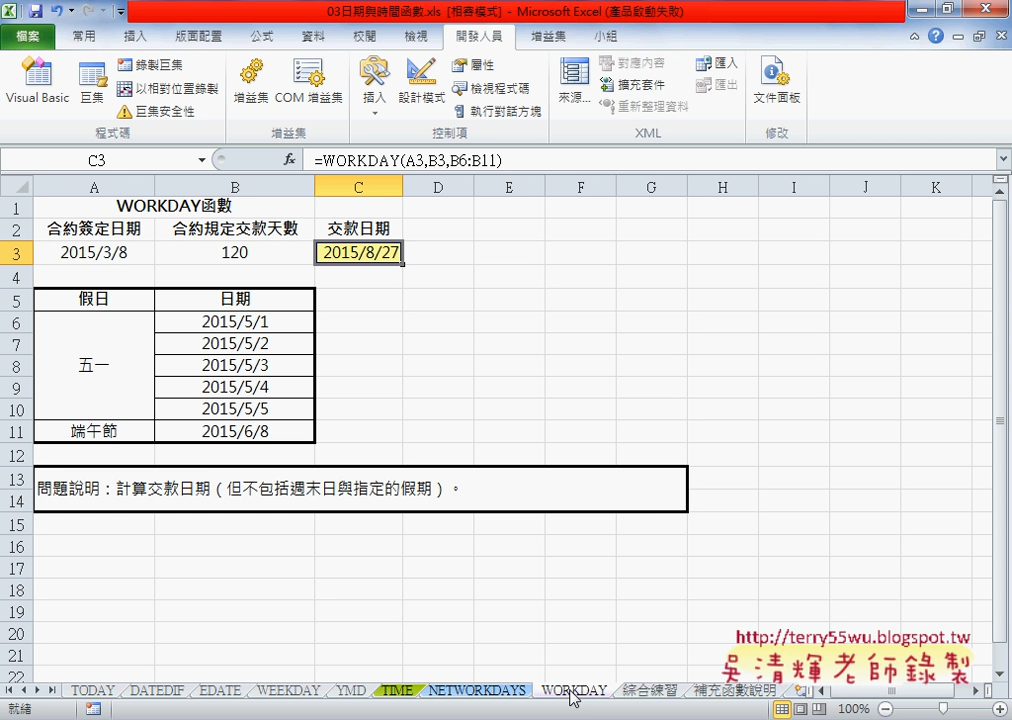 03日期與時間函數.xls [相容模式] - Microsoft Excel (產品啟動失敗)
檔案 常用 插入 版面配置 公式 資料 校閱 檢視 開發人員 增益集 小組
Visual Basic 巨集 錄製巨集 以相對位置錄製 巨集安全性 增益集 COM 增益集 插入 設計模式 屬性 檢視程式碼 執行對話方塊 來源... 對應內容 擴充套件 重新整理資料 匯入 匯出 文件面板
程式碼 增益集 控制項 XML 修改
C3 fx =WORKDAY(A3,B3,B6:B11)
A B C D E F G H I J K
1 WORKDAY函數
2 合約簽定日期 合約規定交款天數 交款日期
3 2015/3/8 120 2015/8/27
4
5 假日 日期
6 2015/5/1
7 2015/5/2
8 五一 2015/5/3
9 2015/5/4
10 2015/5/5
11 端午節 2015/6/8
12
13
問題說明：計算交款日期（但不包括週末日與指定的假期）。
14
15
16
17
18
19
20
21
22
http://terry55wu.blogspot.tw
吳清輝老師錄製
TODAY DATEDIF EDATE WEEKDAY YMD TIME NETWORKDAYS WORKDAY 綜合練習 補充函數說明
就緒 100%